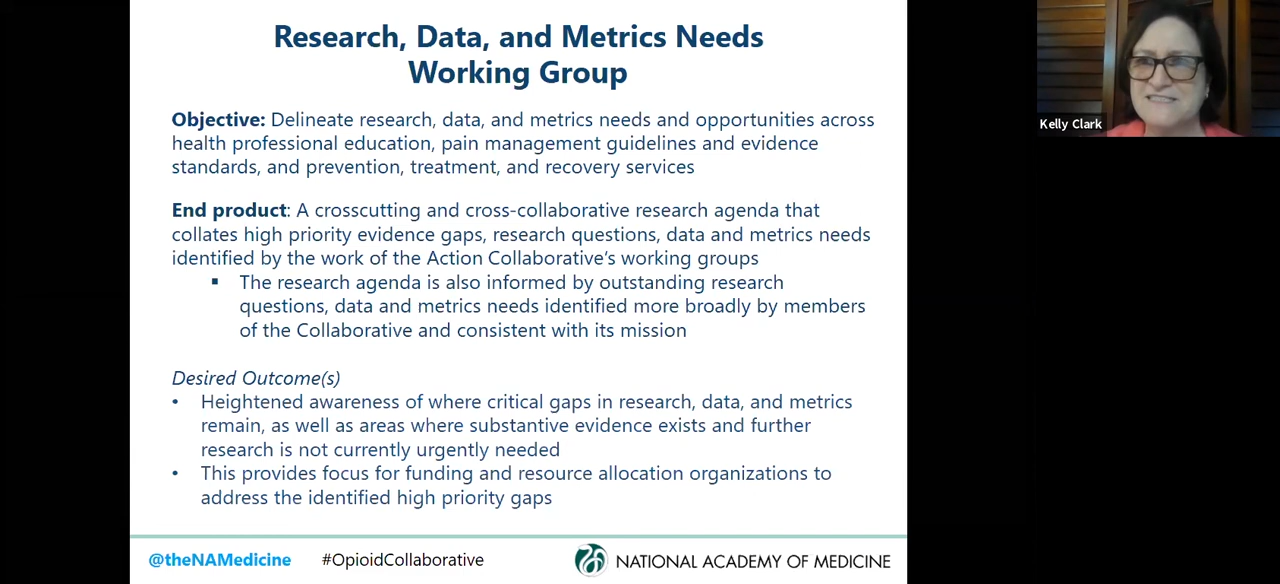 Research, Data, and Metrics Needs
Working Group
Objective: Delineate research, data, and metrics needs and opportunities across
health professional education, pain management guidelines and evidence
standards, and prevention, treatment, and recovery services
End product: A crosscutting and cross-collaborative research agenda that
collates high priority evidence gaps, research questions, data and metrics needs
identified by the work of the Action Collaborative's working groups
▪ The research agenda is also informed by outstanding research
questions, data and metrics needs identified more broadly by members
of the Collaborative and consistent with its mission
Desired Outcome(s)
• Heightened awareness of where critical gaps in research, data, and metrics
remain, as well as areas where substantive evidence exists and further
research is not currently urgently needed
• This provides focus for funding and resource allocation organizations to
address the identified high priority gaps
@theNAMedicine #OpioidCollaborative NATIONAL ACADEMY OF MEDICINE
Kelly Clark